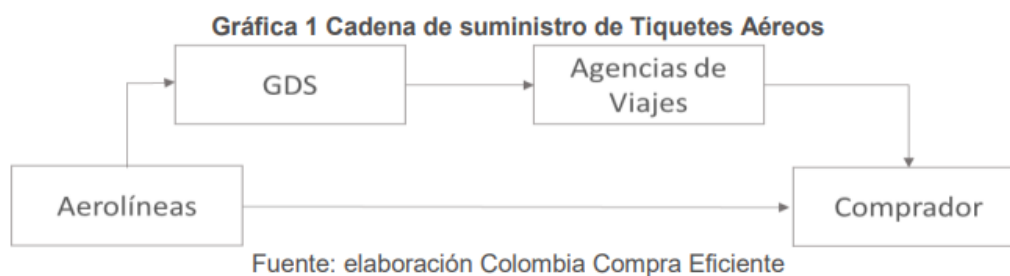 Gráfica 1 Cadena de suministro de Tiquetes Aéreos
GDS
Agencias de
Viajes
Aerolíneas
Comprador
Fuente: elaboración Colombia Compra Eficiente